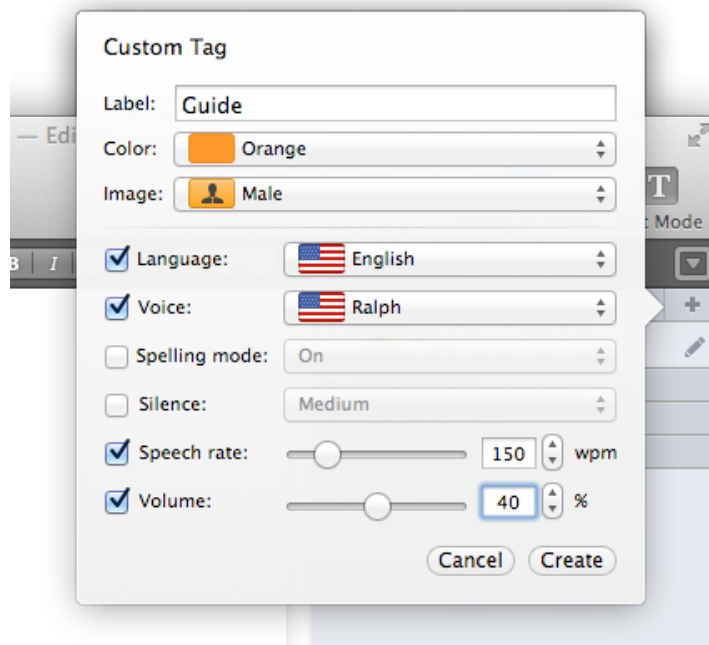 Custom Tag
Label: Guide
— Edi
Color: Orange
Image: Male
T
Mode
B I
Language: English
Voice: Ralph
Spelling mode: On
Silence: Medium
Speech rate: 150 wpm
Volume: 40 %
Cancel Create